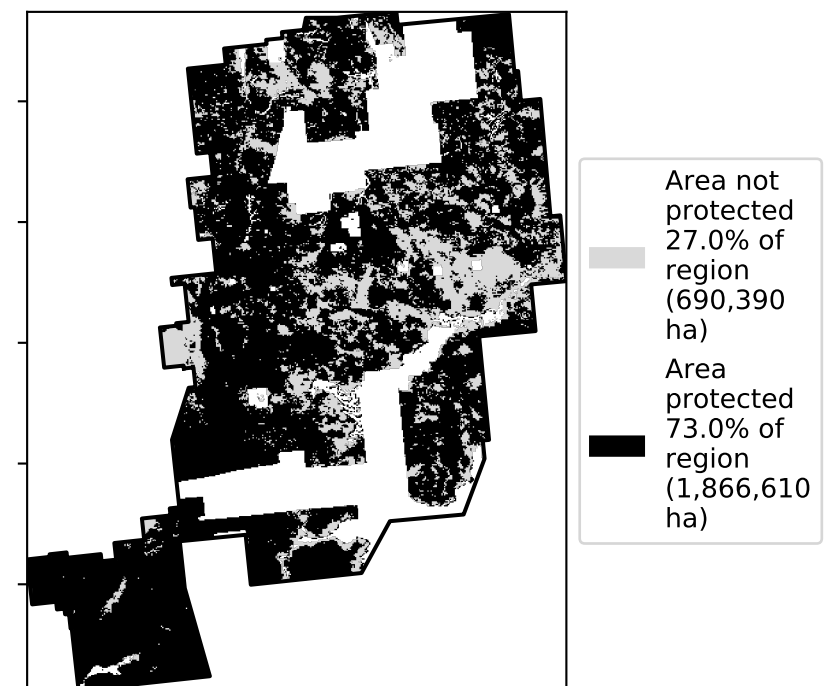 Area not
protected
27.0% of
region
(690,390
ha)
Area
protected
73.0% of
region
(1,866,610
ha)